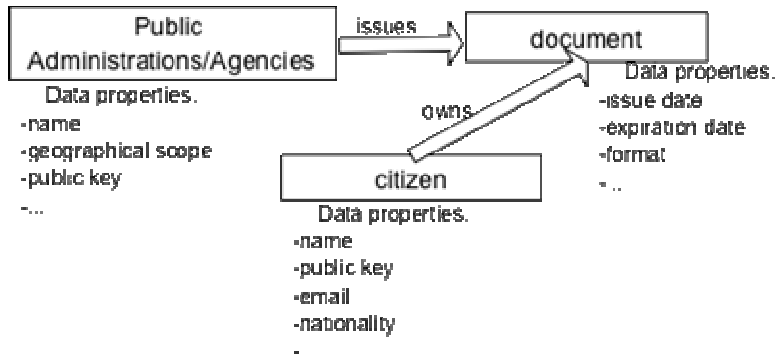 Public
Administrations/Agencies
issues
document
Data properties.
-name
-geographical scope
-public key
-...
Data properties.
-issue date
-expiration date
-format
-...
owns
citizen
Data properties.
-name
-public key
-email
-nationality
-